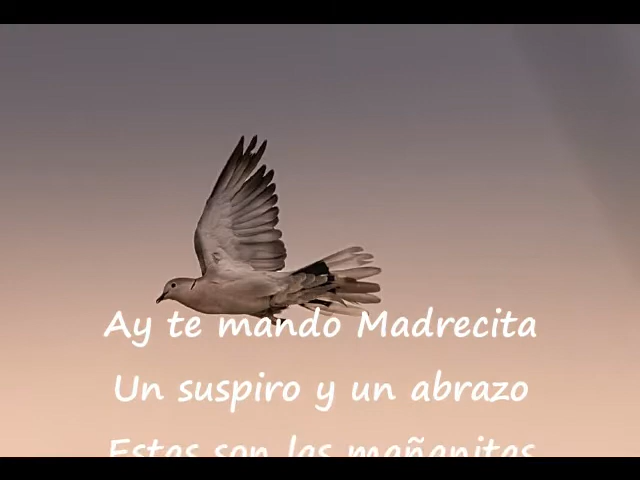 Ay te mando Madrecita
Un suspiro y un abrazo
Estas son las mañanitas